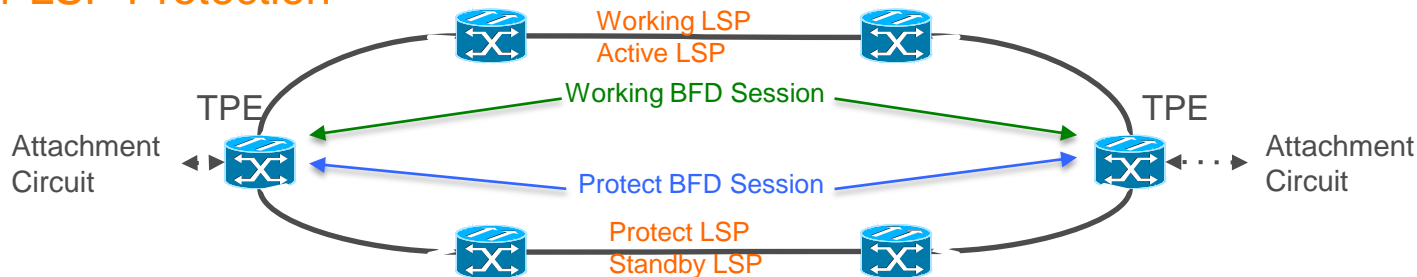 LSP Protection
Working LSP
Active LSP
Working BFD Session
TPE
TPE
Attachment
Circuit
Attachment
Circuit
Protect BFD Session
Protect LSP
Standby LSP